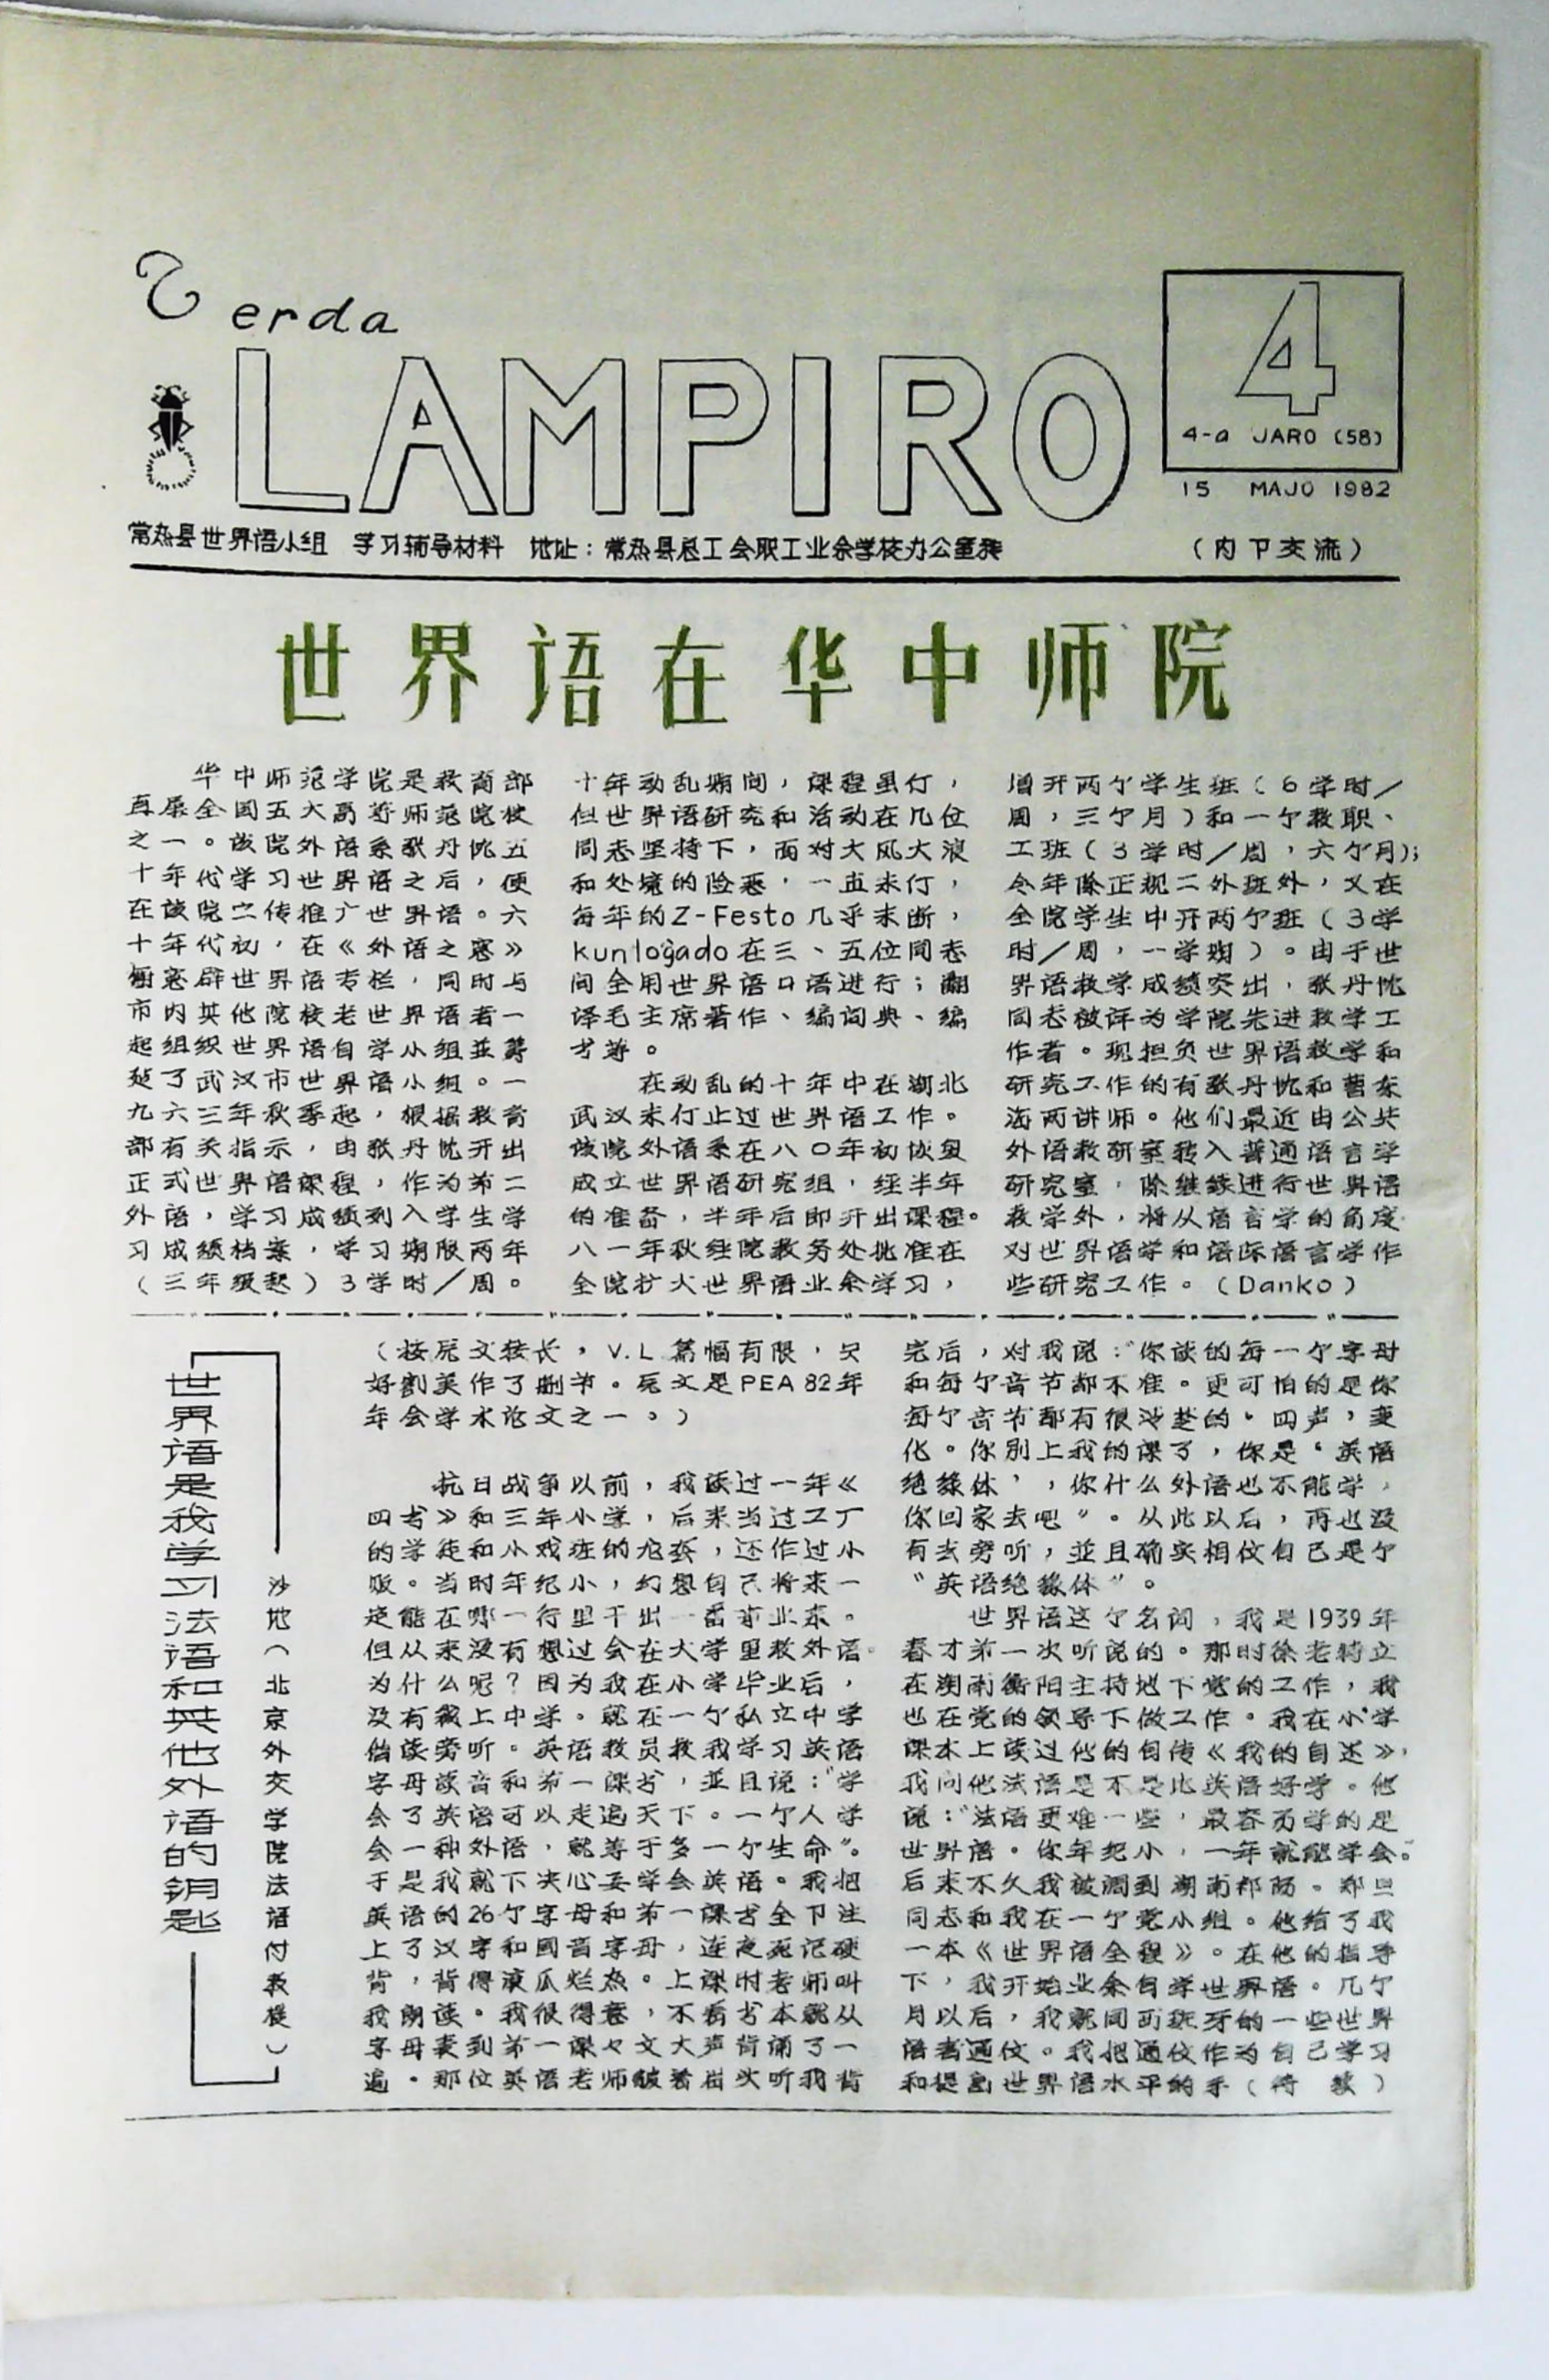 Verda
LAMPIRO
4
4-a JARO (58)
15 MAJO 1982
常熟县世界语小组 学习辅导材料 地址：常熟县总工会职工业余学校办公室转
（内卩交流）
世界语在华中师院
华中师范学院是教育部
直属全国五大高等师范院校
之一。该院外语系张丹忱五
十年代学习世界语之后，便
在该院宣传推广世界语。六
十年代初，在《外语之窗》
橱窗辟世界语专栏，同时与
市内其他院校老世界语者一
起组织世界语自学小组並筹
建了武汉市世界语小组。一
九六三年秋季起，根据教育
部有关指示，由张丹忱开出
正式世界语课程，作为第二
外语，学习成绩列入学生学
习成绩档案，学习期限两年
（三年级起）3学时／周。
十年动乱期间，课程虽仃，
但世界语研究和活动在几位
同志坚持下，面对大风大浪
和处境的险恶，一直未仃，
每年的Z-Festo几乎未断，
kunloĝado在三、五位同志
间全用世界语口语进行；翻
译毛主席著作、编词典、编
书等。
在动乱的十年中在湖北
武汉未仃止过世界语工作。
该院外语系在八〇年初恢复
成立世界语研究组，经半年
的准备，半年后即开出课程。
八一年秋经院教务处批准在
全院扩大世界语业余学习，
增开两个学生班（6学时／
周，三个月）和一个教职、
工班（3学时／周，六个月）；
今年除正规二外班外，又在
全院学生中开两个班（3学
时／周，一学期）。由于世
界语教学成绩突出，张丹忱
同志被评为学院先进教学工
作者。现担负世界语教学和
研究工作的有张丹忱和曹东
海两讲师。他们最近由公共
外语教研室转入普通语言学
研究室，除继续进行世界语
教学外，将从语言学的角度
对世界语学和语际语言学作
些研究工作。（Danko）
世界语是我学习法语和其他外语的钥匙
沙地（北京外交学院法语付教授）
（按原文较长，V.L篇幅有限，只
好割爱作了删节。原文是PEA 82年
年会学术论文之一。）
抗日战争以前，我读过一年《
四书》和三年小学，后来当过工厂
的学徒和小戏班的龙套，还作过小
贩。当时年纪小，幻想自己将来一
定能在哪一行里干出一番事业来。
但从来没有想过会在大学里教外语。
为什么呢？因为我在小学毕业后，
没有钱上中学。就在一个私立中学
借读旁听。英语教员教我学习英语
字母读音和第一课书，並且说：“学
会了英语可以走遍天下。一个人学
会一种外语，就等于多一个生命”。
于是我就下决心要学会英语。我把
英语的26个字母和第一课书全卩注
上了汉字和國音字母，连夜死记硬
背，背得滚瓜烂熟。上课时老师叫
我朗读。我很得意，不看书本就从
字母表到第一课々文大声背诵了一
遍。那位英语老师皱着眉头听我背
完后，对我说：“你读的每一个字母
和每个音节都不准。更可怕的是你
每个音节都有很清楚的‘四声’变
化。你别上我的课了，你是‘英语
绝缘体’，你什么外语也不能学，
你回家去吧”。从此以后，再也没
有去旁听，並且确实相仗自己是个
“英语绝缘体”。
世界语这个名词，我是1939年
春才第一次听说的。那时徐老特立
在湖南衡阳主持地下党的工作，我
也在党的领导下做工作。我在小学
课本上读过他的自传《我的自述》，
我问他法语是不是比英语好学。他
说：“法语更难一些，最容易学的是
世界语。你年纪小，一年就能学会。”
后来不久我被调到湖南邵阳。郑旦
同志和我在一个党小组。他给了我
一本《世界语全程》。在他的指导
下，我开始业余自学世界语。几个
月以后，我就同西班牙的一些世界
语者通仗。我把通仗作为自己学习
和提高世界语水平的手（待 续）